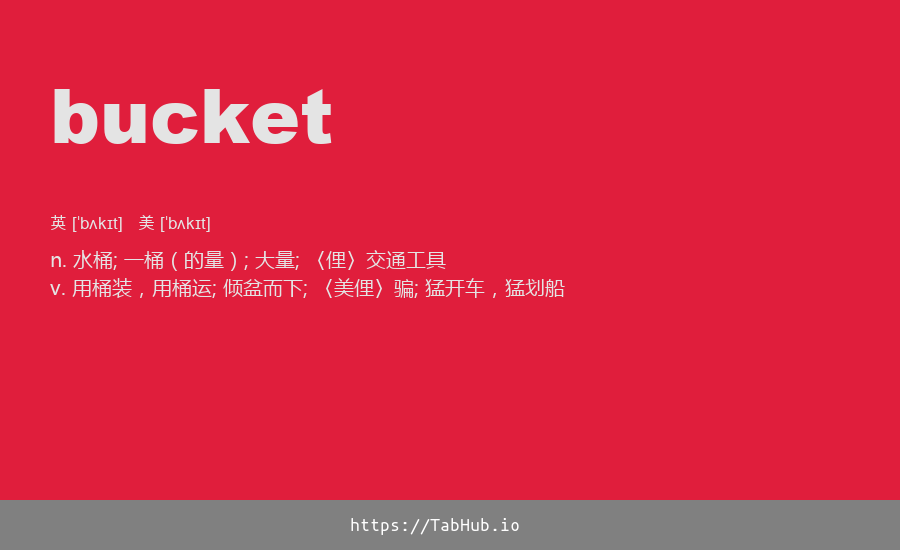 bucket
英 [ˈbʌkɪt] 美 [ˈbʌkɪt]
n. 水桶; 一桶（的量）; 大量; 〈俚〉交通工具
v. 用桶装，用桶运; 倾盆而下; 〈美俚〉骗; 猛开车，猛划船
https://TabHub.io